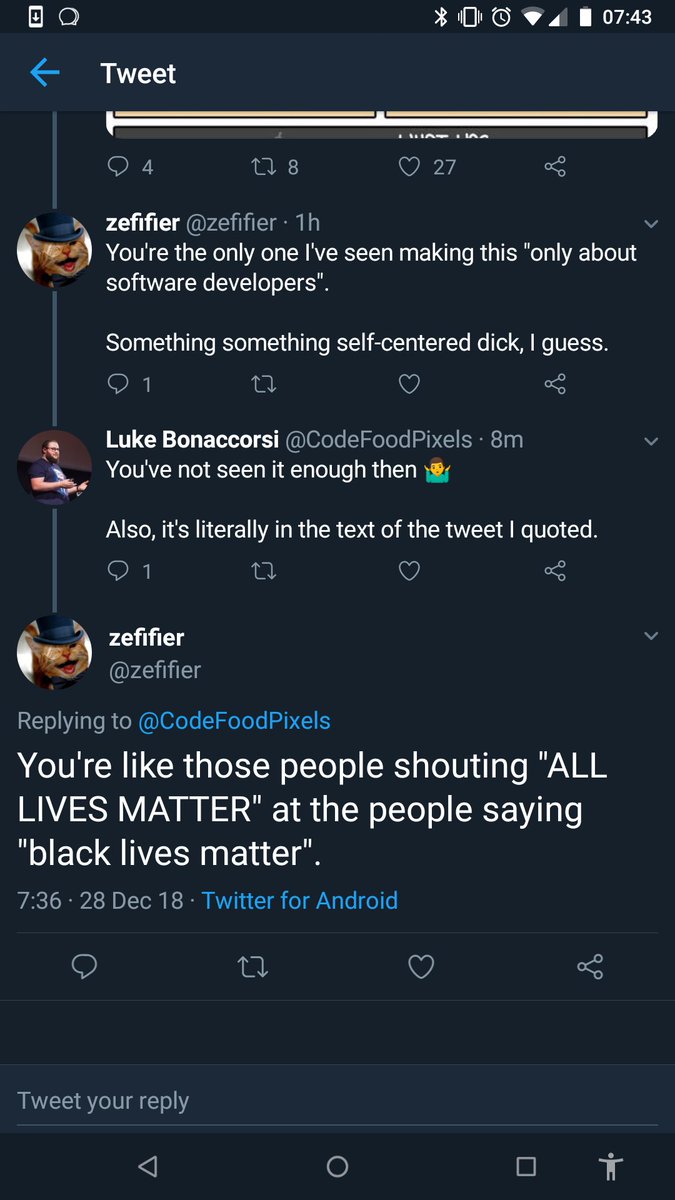 07:43
Tweet
4 8 27
zefifier @zefifier · 1h
You're the only one I've seen making this "only about
software developers".
Something something self-centered dick, I guess.
1
Luke Bonaccorsi @CodeFoodPixels · 8m
You've not seen it enough then 🤷‍♂️
Also, it's literally in the text of the tweet I quoted.
1
zefifier
@zefifier
Replying to @CodeFoodPixels
You're like those people shouting "ALL
LIVES MATTER" at the people saying
"black lives matter".
7:36 · 28 Dec 18 · Twitter for Android
Tweet your reply